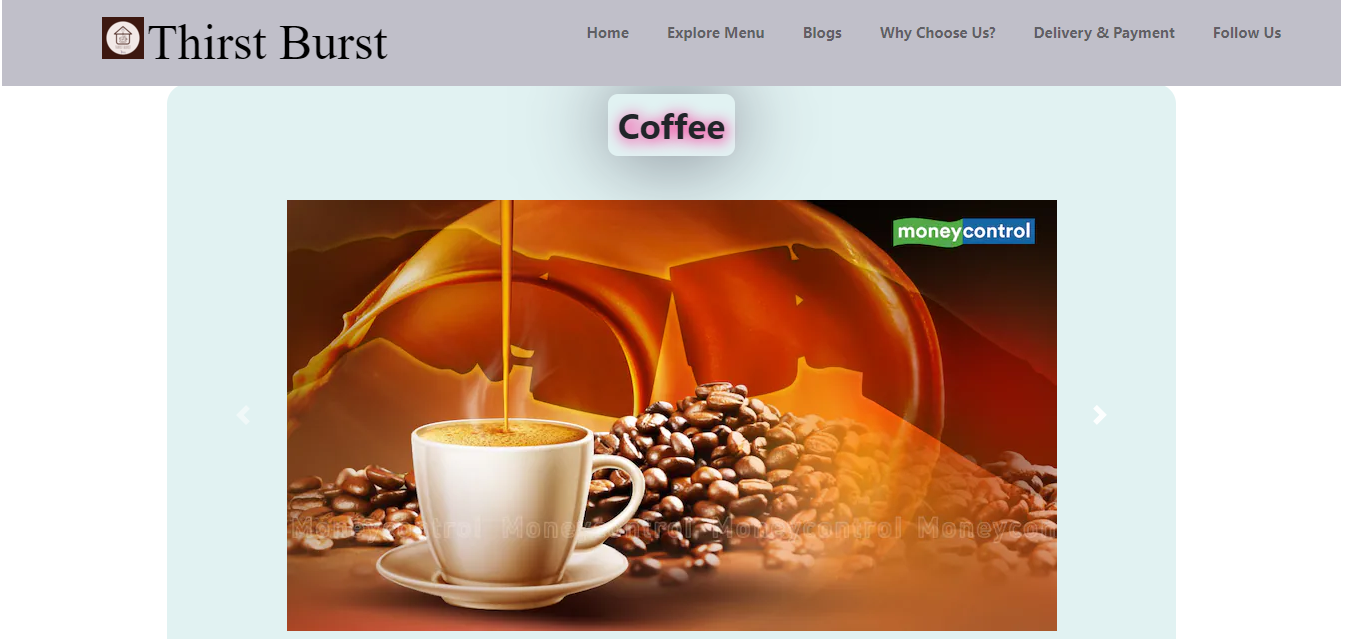 Thirst Burst
Home Explore Menu Blogs Why Choose Us? Delivery & Payment Follow Us
Coffee
moneycontrol
Moneycontrol Moneycontrol Moneycontrol Moneycon